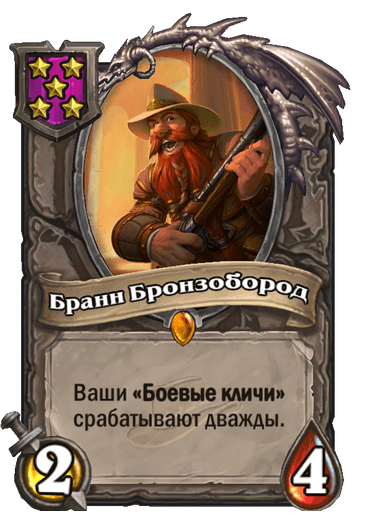 Бранн Бронзобород
Ваши «Боевые кличи»
срабатывают дважды.
2
4